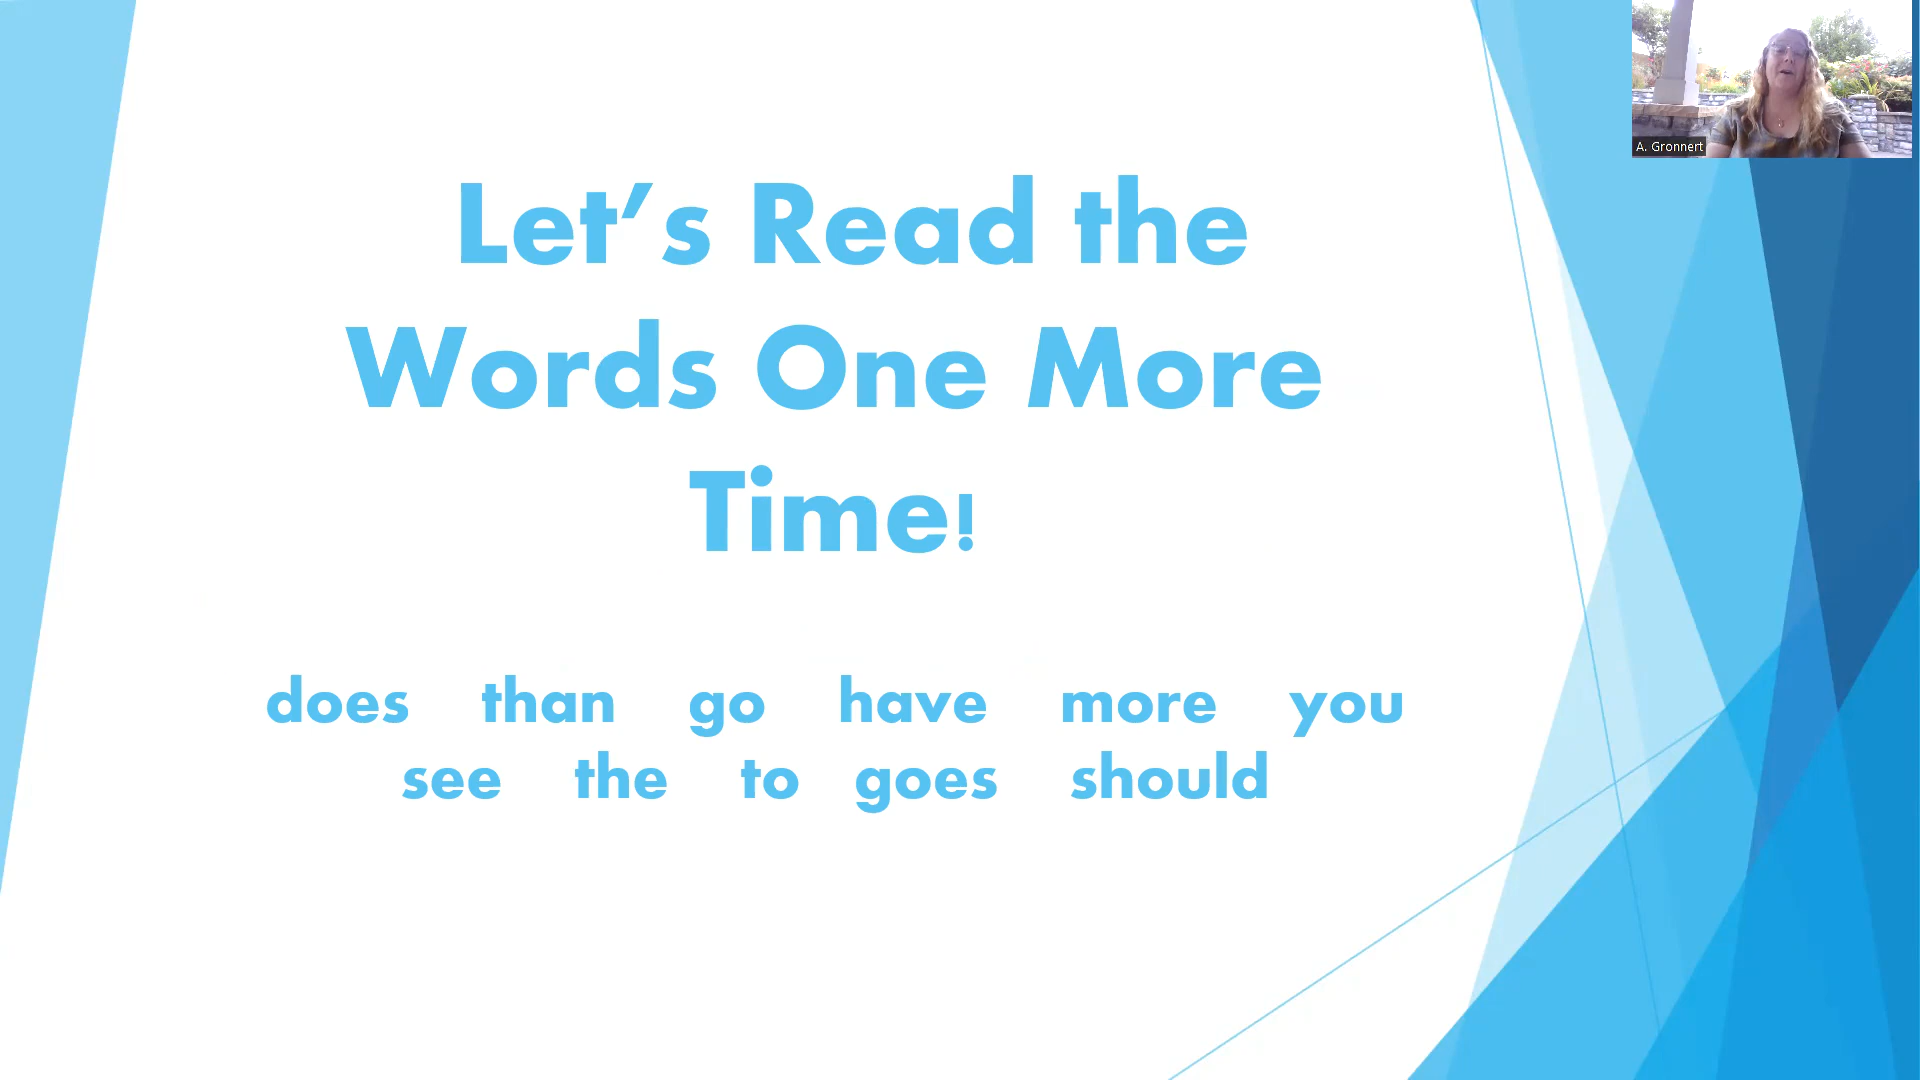 A. Gronnert
Let’s Read the
Words One More
Time!
does than go have more you
see the to goes should